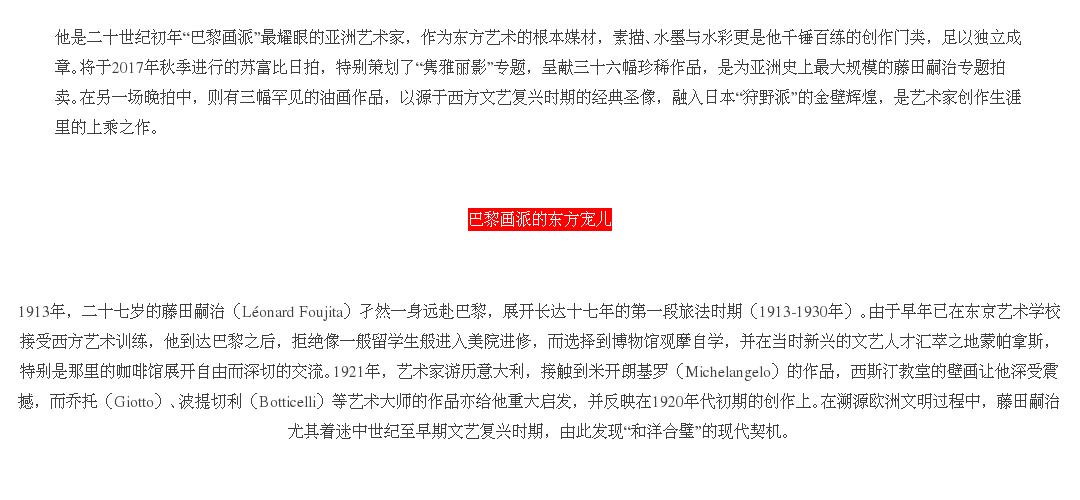 他是二十世纪初年“巴黎画派”最耀眼的亚洲艺术家，作为东方艺术的根本媒材，素描、水墨与水彩更是他千锤百练的创作门类，足以独立成
章。将于2017年秋季进行的苏富比日拍，特别策划了“隽雅丽影”专题，呈献三十六幅珍稀作品，是为亚洲史上最大规模的藤田嗣治专题拍
卖。在另一场晚拍中，则有三幅罕见的油画作品，以源于西方文艺复兴时期的经典圣像，融入日本“狩野派”的金壁辉煌，是艺术家创作生涯
里的上乘之作。
巴黎画派的东方宠儿
1913年，二十七岁的藤田嗣治（Léonard Foujita）孑然一身远赴巴黎，展开长达十七年的第一段旅法时期（1913-1930年）。由于早年已在东京艺术学校
接受西方艺术训练，他到达巴黎之后，拒绝像一般留学生般进入美院进修，而选择到博物馆观摩自学，并在当时新兴的文艺人才汇萃之地蒙帕拿斯，
特别是那里的咖啡馆展开自由而深切的交流。1921年，艺术家游历意大利，接触到米开朗基罗（Michelangelo）的作品，西斯汀教堂的壁画让他深受震
撼，而乔托（Giotto）、波提切利（Botticelli）等艺术大师的作品亦给他重大启发，并反映在1920年代初期的创作上。在溯源欧洲文明过程中，藤田嗣治
尤其着迷中世纪至早期文艺复兴时期，由此发现“和洋合璧”的现代契机。